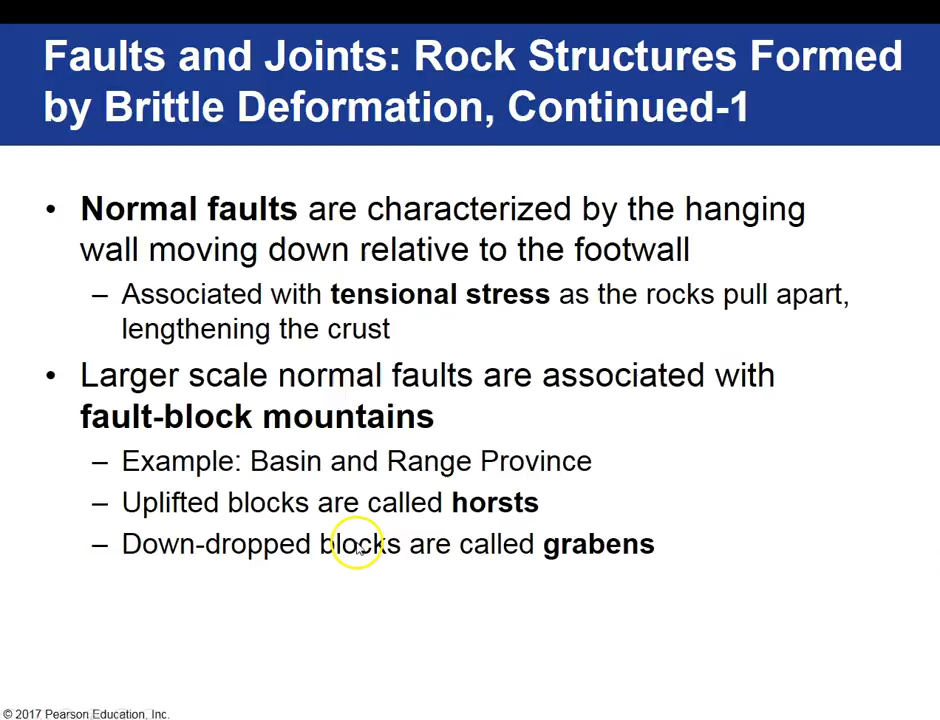 Faults and Joints: Rock Structures Formed
by Brittle Deformation, Continued-1
• Normal faults are characterized by the hanging
wall moving down relative to the footwall
– Associated with tensional stress as the rocks pull apart,
lengthening the crust
• Larger scale normal faults are associated with
fault-block mountains
– Example: Basin and Range Province
– Uplifted blocks are called horsts
– Down-dropped blocks are called grabens
© 2017 Pearson Education, Inc.